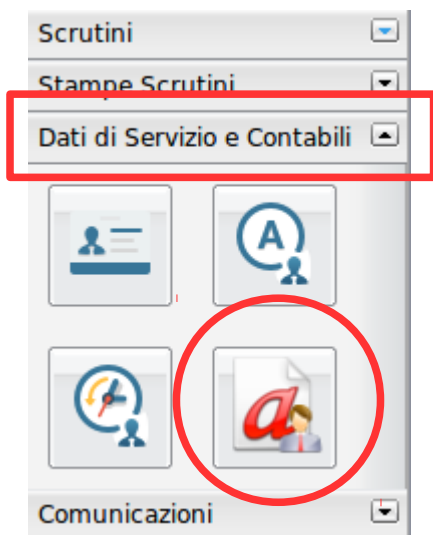 Scrutini
Stampe Scrutini
Dati di Servizio e Contabili
A
a
Comunicazioni